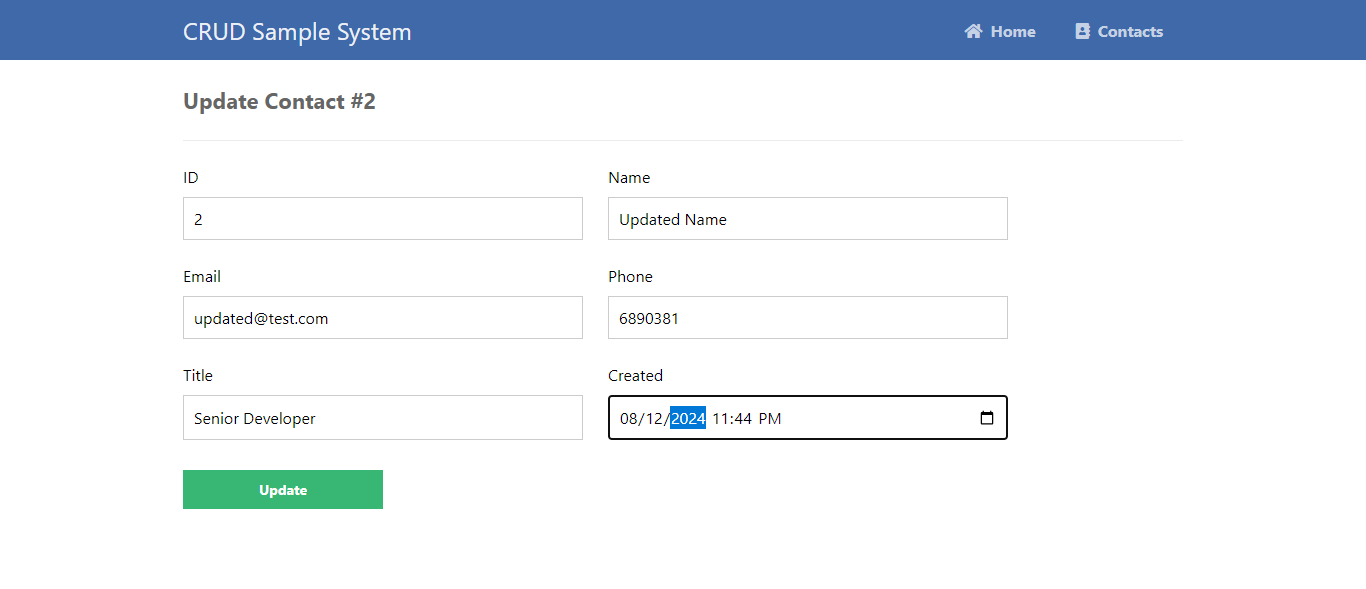 CRUD Sample System Home Contacts
Update Contact #2
ID Name
2 Updated Name
Email Phone
updated@test.com 6890381
Title Created
Senior Developer 08/12/2024 11:44 PM
Update